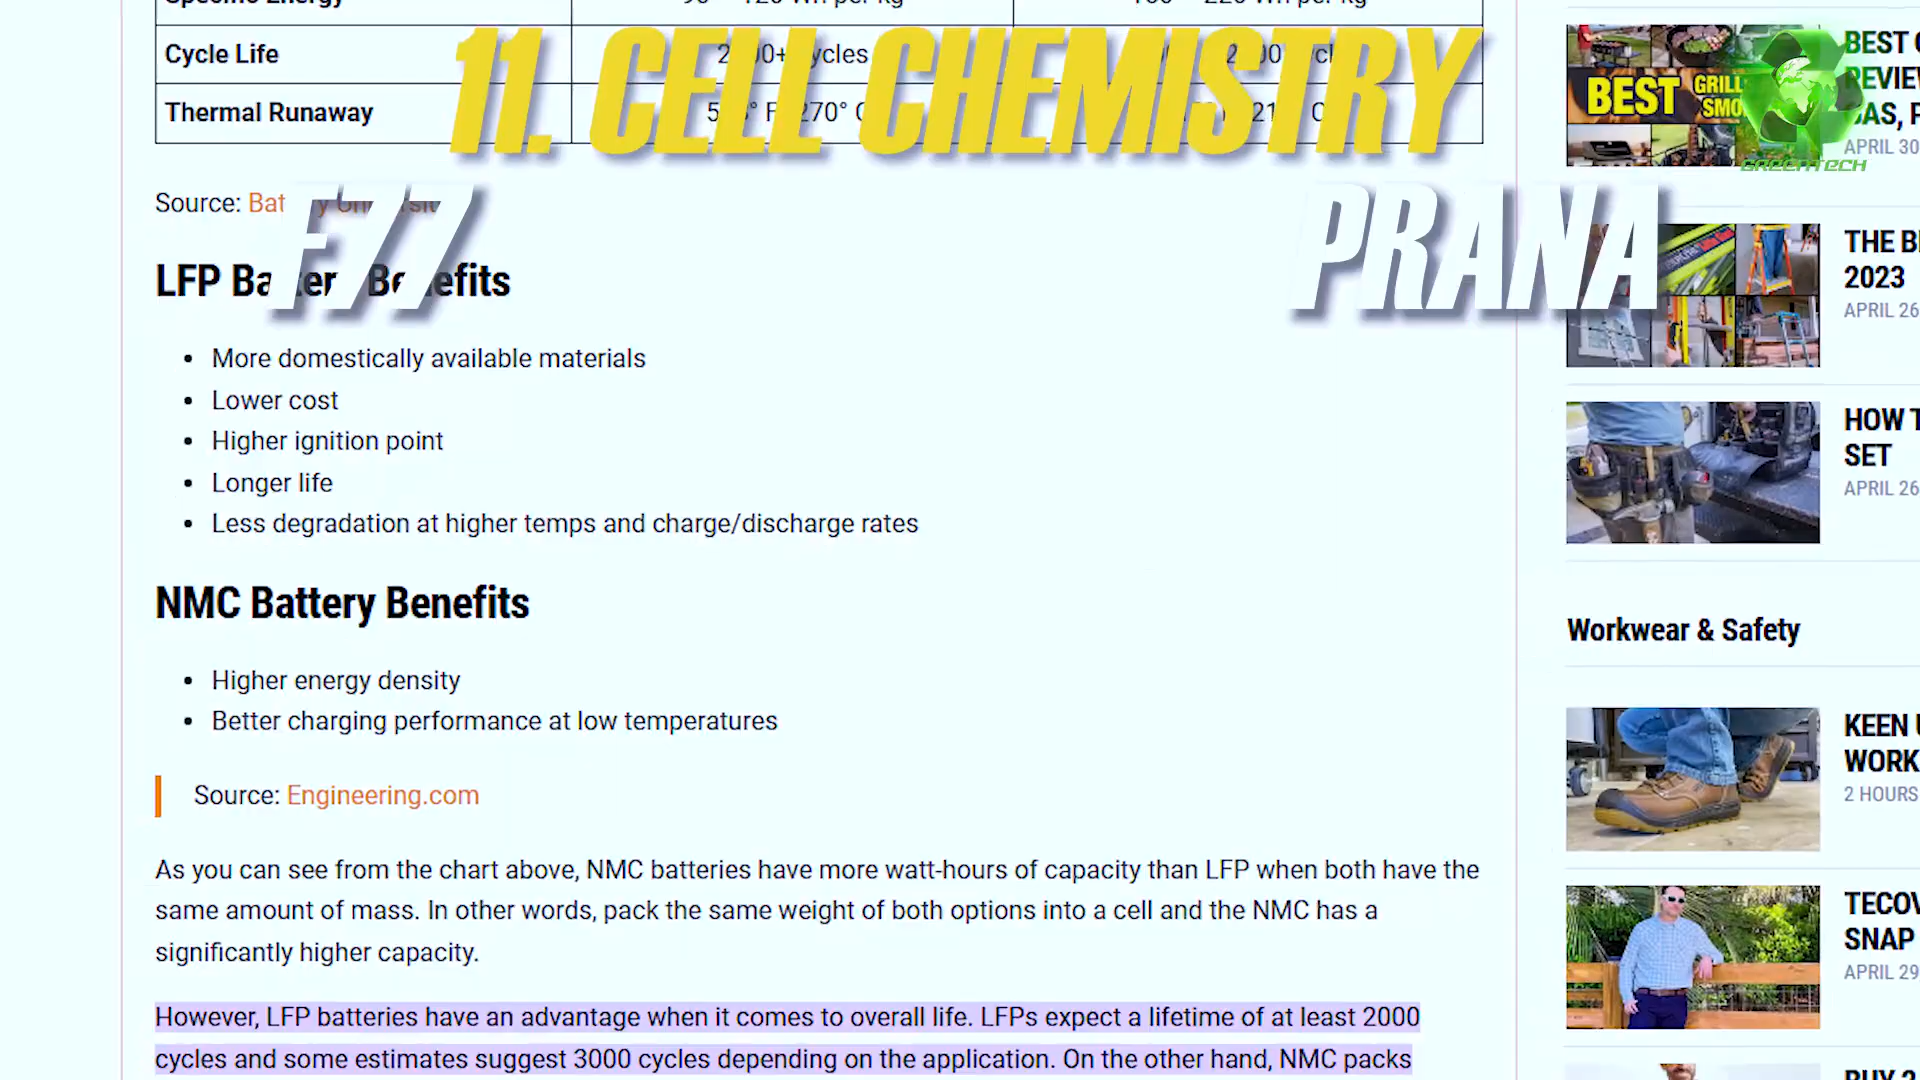 11. CELL CHEMISTRY
F77
PRANA
Cycle Life
Thermal Runaway
Source:
LFP Battery Benefits
More domestically available materials
Lower cost
Higher ignition point
Longer life
Less degradation at higher temps and charge/discharge rates
NMC Battery Benefits
Higher energy density
Better charging performance at low temperatures
Source: Engineering.com
As you can see from the chart above, NMC batteries have more watt-hours of capacity than LFP when both have the
same amount of mass. In other words, pack the same weight of both options into a cell and the NMC has a
significantly higher capacity.
However, LFP batteries have an advantage when it comes to overall life. LFPs expect a lifetime of at least 2000
cycles and some estimates suggest 3000 cycles depending on the application. On the other hand, NMC packs
BEST
GREENTECH
APRIL 30
THE B
2023
APRIL 26
HOW T
SET
APRIL 26
Workwear & Safety
KEEN
WORK
2 HOURS
TECOV
SNAP
APRIL 29